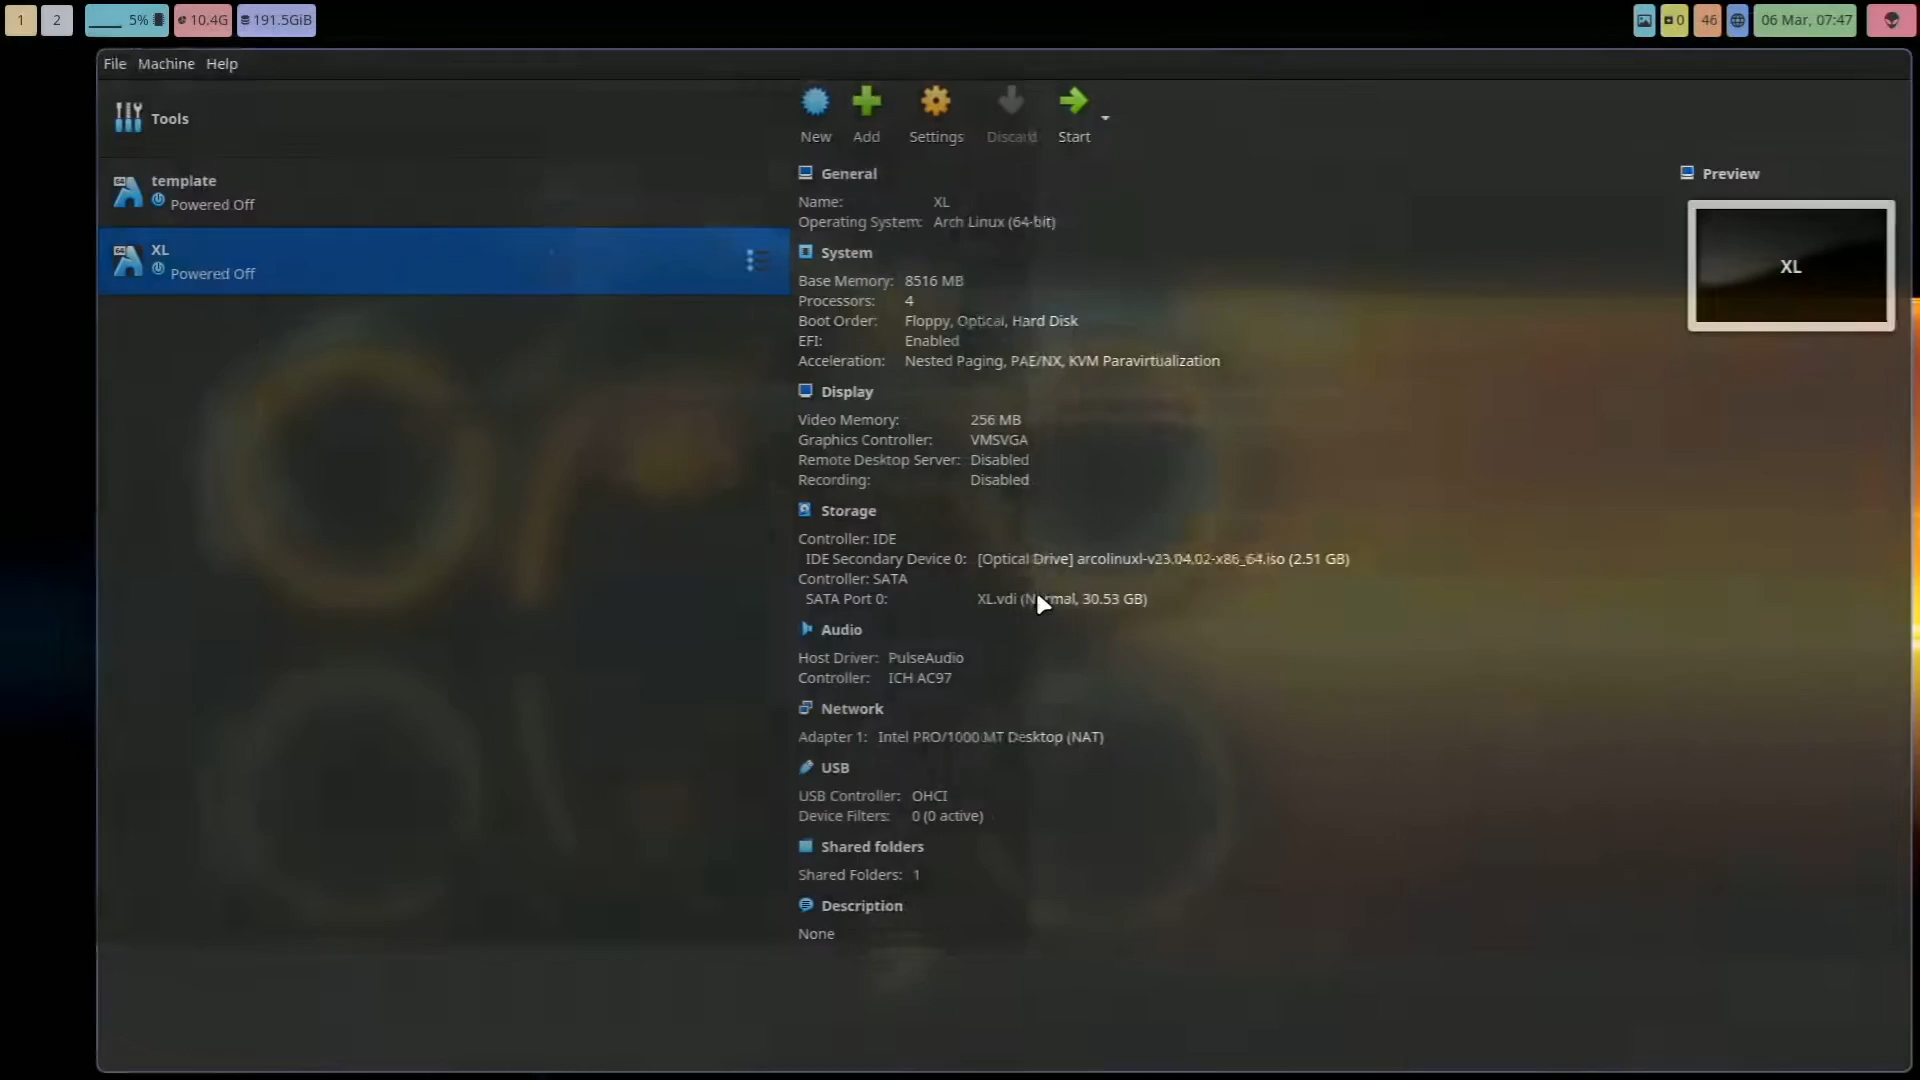 1 2 5% 10.4G 191.5GiB 0 46 06 Mar, 07:47
File Machine Help
Tools
template
Powered Off
XL
Powered Off
New Add Settings Discard Start
General
Name: XL
Operating System: Arch Linux (64-bit)
System
Base Memory: 8516 MB
Processors: 4
Boot Order: Floppy, Optical, Hard Disk
EFI: Enabled
Acceleration: Nested Paging, PAE/NX, KVM Paravirtualization
Display
Video Memory: 256 MB
Graphics Controller: VMSVGA
Remote Desktop Server: Disabled
Recording: Disabled
Storage
Controller: IDE
IDE Secondary Device 0: [Optical Drive] arcolinuxl-v23.04.02-x86_64.iso (2.51 GB)
Controller: SATA
SATA Port 0: XL.vdi (Normal, 30.53 GB)
Audio
Host Driver: PulseAudio
Controller: ICH AC97
Network
Adapter 1: Intel PRO/1000 MT Desktop (NAT)
USB
USB Controller: OHCI
Device Filters: 0 (0 active)
Shared folders
Shared Folders: 1
Description
None
Preview
XL